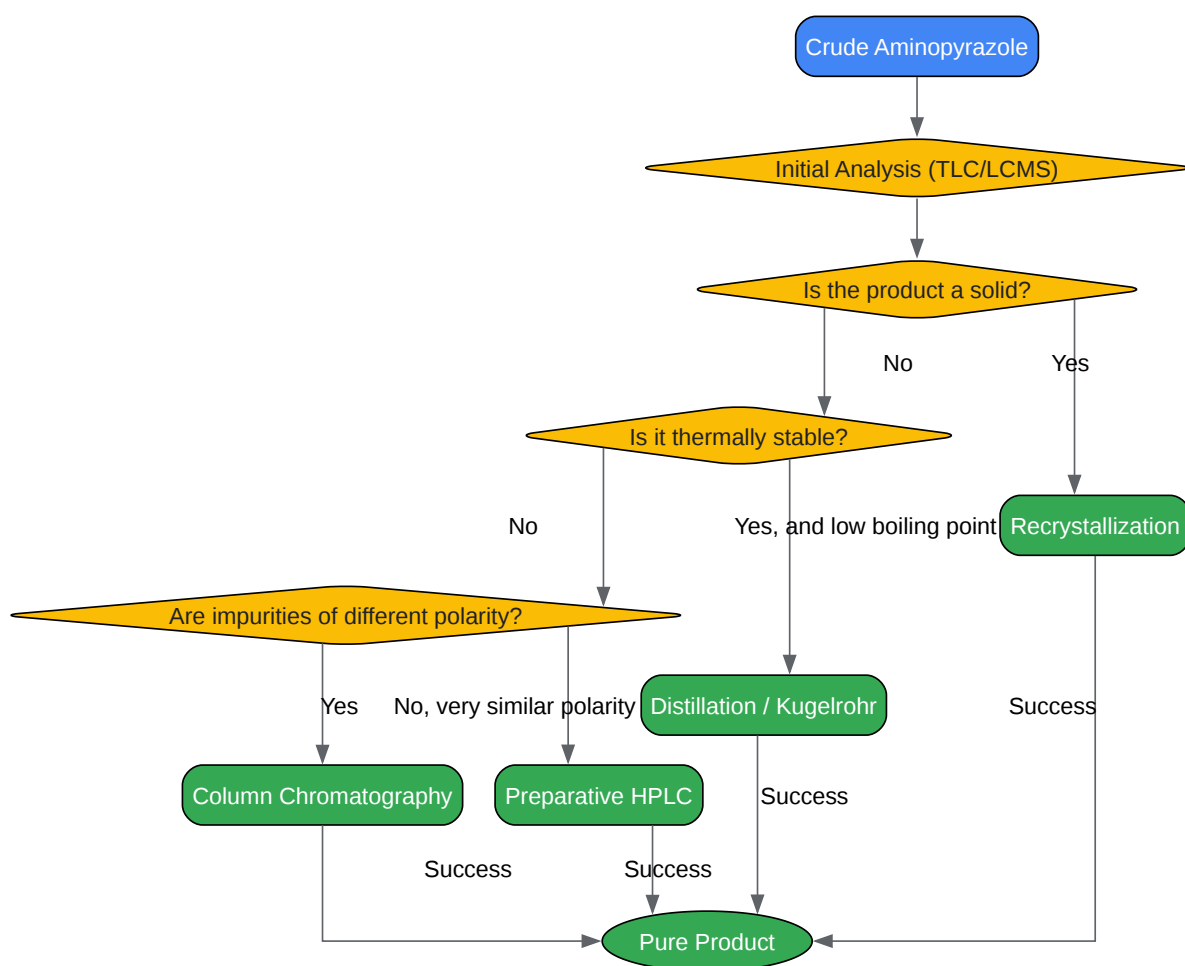 Crude Aminopyrazole
Initial Analysis (TLC/LCMS)
Is the product a solid?
No
Yes
Is it thermally stable?
No
Yes, and low boiling point
Recrystallization
Are impurities of different polarity?
Yes
No, very similar polarity
Distillation / Kugelrohr
Success
Column Chromatography
Preparative HPLC
Success
Success
Success
Pure Product